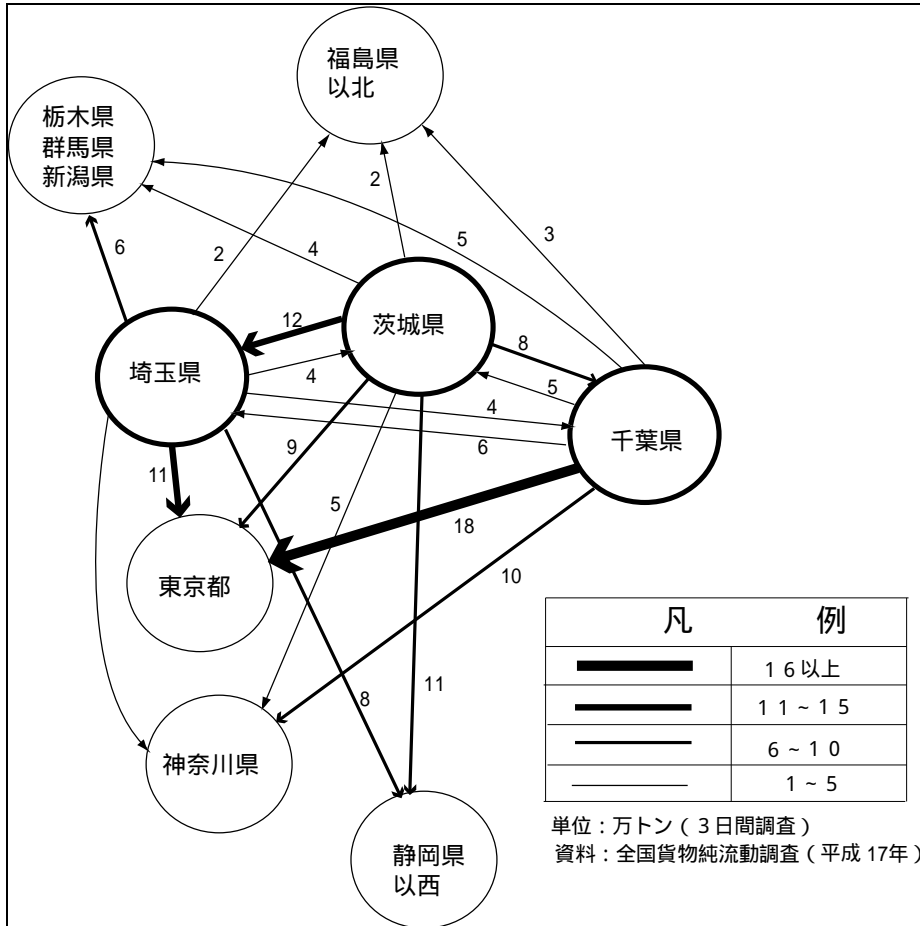 福島県
以北
栃木県
群馬県
新潟県
2
5
3
6
2
4
12
茨城県
8
埼玉県
4
5
4
6
千葉県
9
11
5
18
東京都
10
8
11
神奈川県
静岡県
以西
凡 例
16以上
11~15
6~10
1~5
単位:万トン(3日間調査)
資料:全国貨物純流動調査(平成17年)